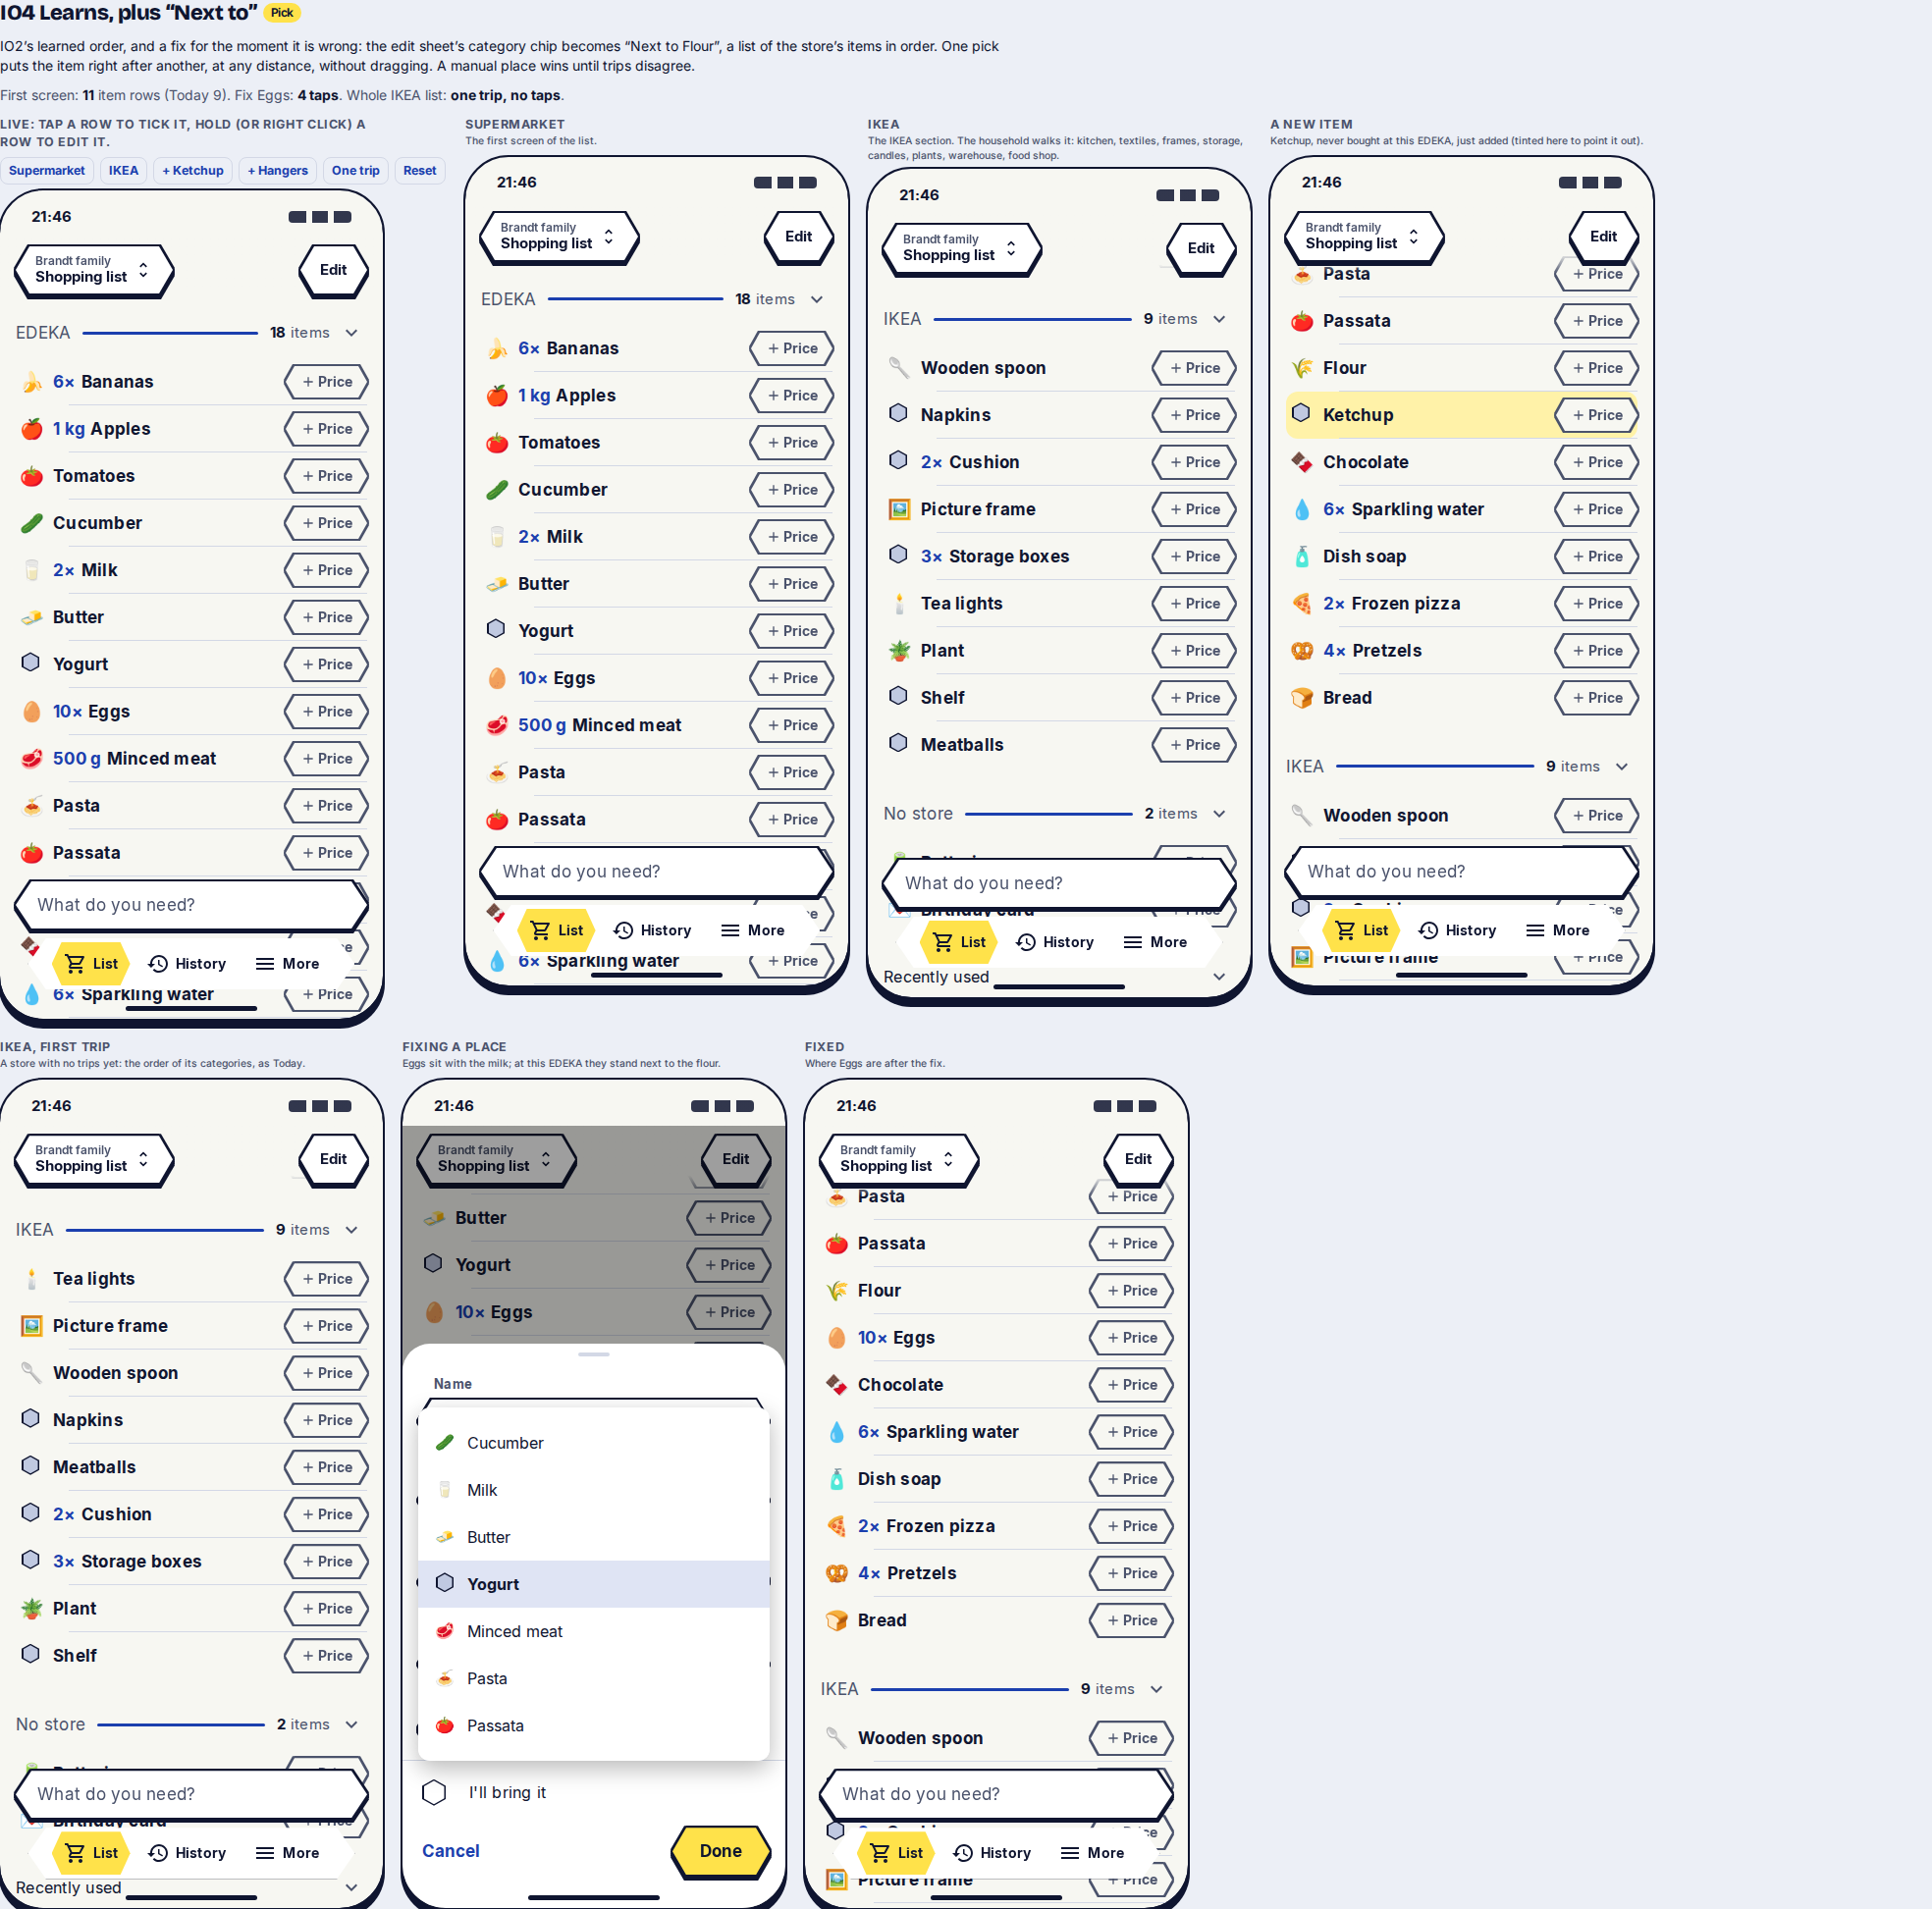 IO4 Learns, plus “Next to” Pick
IO2’s learned order, and a fix for the moment it is wrong: the edit sheet’s category chip becomes “Next to Flour”, a list of the store’s items in order. One pick
puts the item right after another, at any distance, without dragging. A manual place wins until trips disagree.
First screen: 11 item rows (Today 9). Fix Eggs: 4 taps. Whole IKEA list: one trip, no taps.
LIVE: TAP A ROW TO TICK IT, HOLD (OR RIGHT CLICK) A
ROW TO EDIT IT.
Supermarket IKEA + Ketchup + Hangers One trip Reset
21:46
Brandt family
Shopping list
Edit
EDEKA 18 items
6× Bananas + Price
1 kg Apples + Price
Tomatoes + Price
Cucumber + Price
2× Milk + Price
Butter + Price
Yogurt + Price
10× Eggs + Price
500 g Minced meat + Price
Pasta + Price
Passata + Price
What do you need?
List History More
6× Sparkling water + Price
SUPERMARKET
The first screen of the list.
21:46
Brandt family
Shopping list
Edit
EDEKA 18 items
6× Bananas + Price
1 kg Apples + Price
Tomatoes + Price
Cucumber + Price
2× Milk + Price
Butter + Price
Yogurt + Price
10× Eggs + Price
500 g Minced meat + Price
Pasta + Price
Passata + Price
What do you need?
List History More
6× Sparkling water + Price
IKEA
The IKEA section. The household walks it: kitchen, textiles, frames, storage,
candles, plants, warehouse, food shop.
21:46
Brandt family
Shopping list
Edit
IKEA 9 items
Wooden spoon + Price
Napkins + Price
2× Cushion + Price
Picture frame + Price
3× Storage boxes + Price
Tea lights + Price
Plant + Price
Shelf + Price
Meatballs + Price
No store 2 items
What do you need?
Birthday card
List History More
Recently used
A NEW ITEM
Ketchup, never bought at this EDEKA, just added (tinted here to point it out).
21:46
Brandt family
Shopping list
Edit
Pasta + Price
Passata + Price
Flour + Price
Ketchup + Price
Chocolate + Price
6× Sparkling water + Price
Dish soap + Price
2× Frozen pizza + Price
4× Pretzels + Price
Bread + Price
IKEA 9 items
Wooden spoon + Price
What do you need?
List History More
Picture frame + Price
IKEA, FIRST TRIP
A store with no trips yet: the order of its categories, as Today.
21:46
Brandt family
Shopping list
Edit
IKEA 9 items
Tea lights + Price
Picture frame + Price
Wooden spoon + Price
Napkins + Price
Meatballs + Price
2× Cushion + Price
3× Storage boxes + Price
Plant + Price
Shelf + Price
No store 2 items
What do you need?
Birthday card + Price
List History More
Recently used
FIXING A PLACE
Eggs sit with the milk; at this EDEKA they stand next to the flour.
21:46
Brandt family
Shopping list
Edit
Butter + Price
Yogurt + Price
10× Eggs + Price
Name
Cucumber
Milk
Butter
Yogurt
Minced meat
Pasta
Passata
I'll bring it
Cancel Done
FIXED
Where Eggs are after the fix.
21:46
Brandt family
Shopping list
Edit
Pasta + Price
Passata + Price
Flour + Price
10× Eggs + Price
Chocolate + Price
6× Sparkling water + Price
Dish soap + Price
2× Frozen pizza + Price
4× Pretzels + Price
Bread + Price
IKEA 9 items
Wooden spoon + Price
What do you need?
List History More
Picture frame + Price